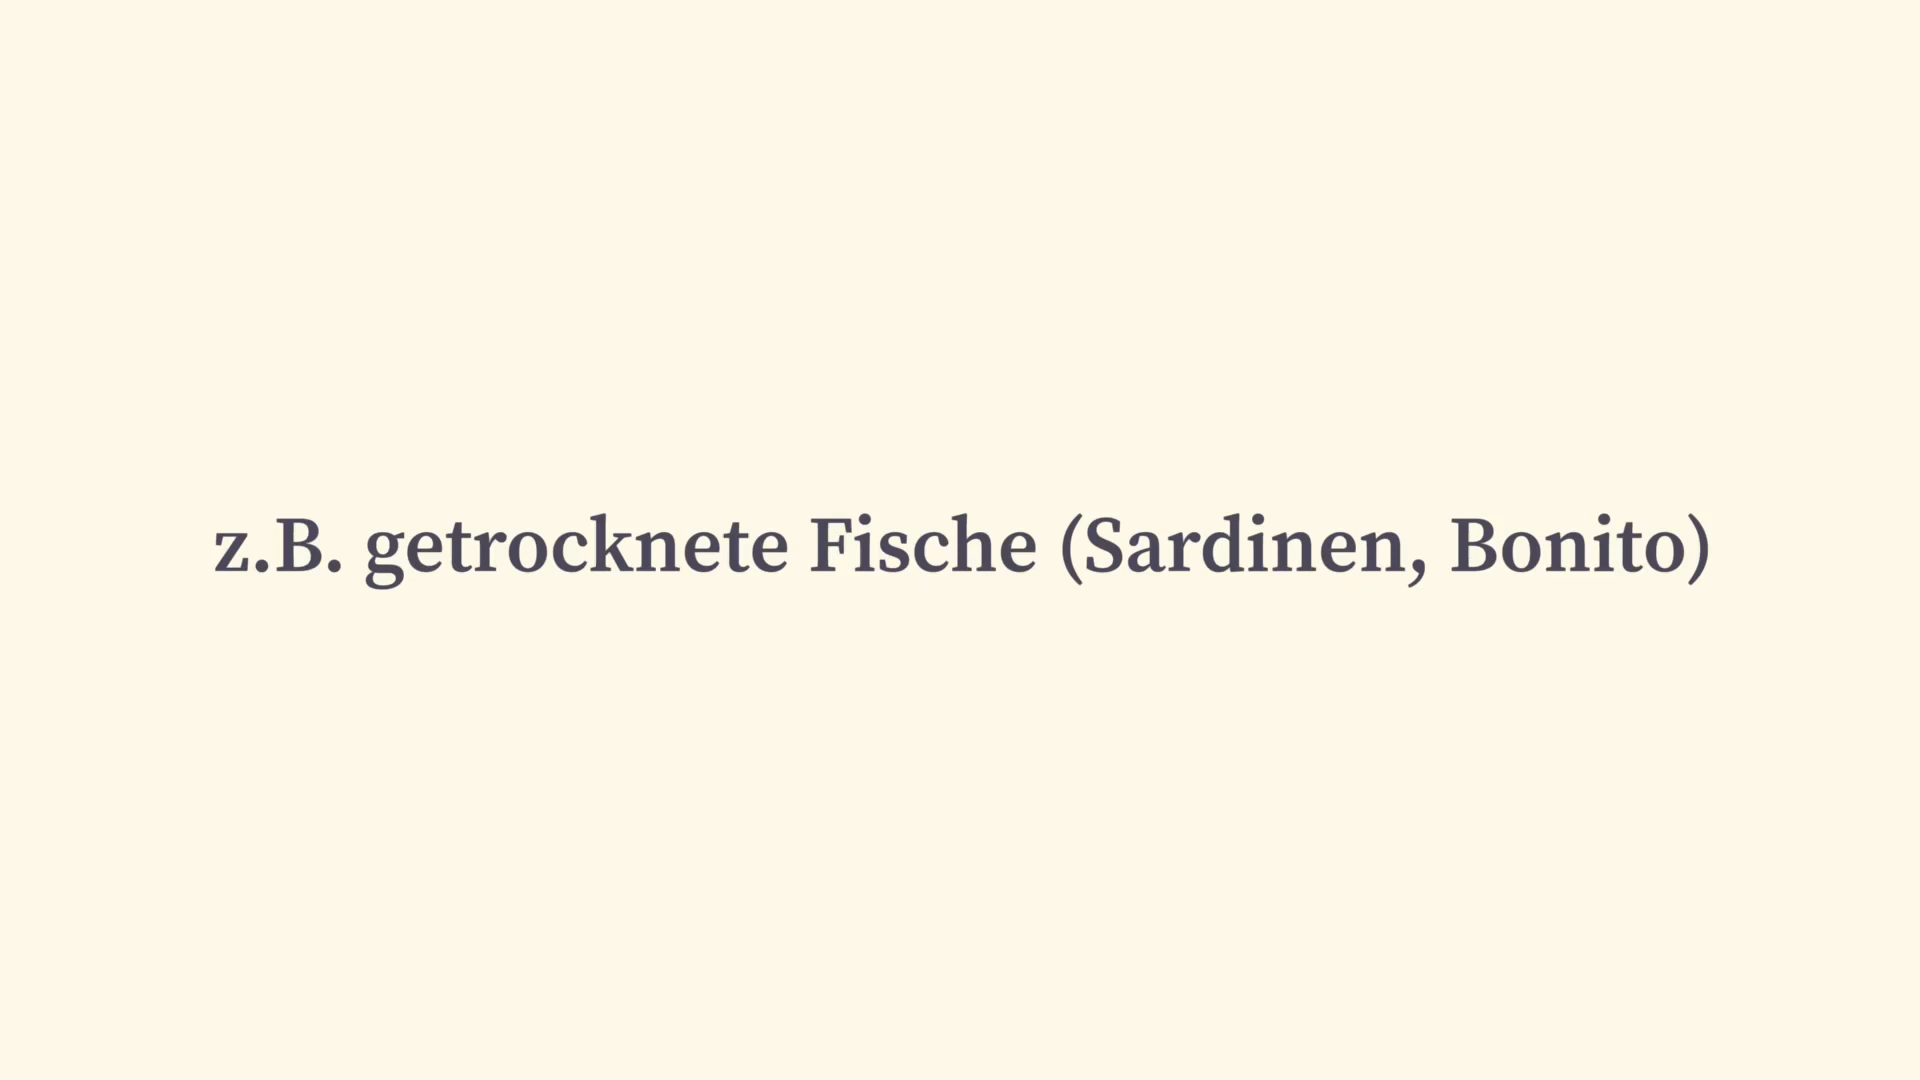 z.B. getrocknete Fische (Sardinen, Bonito)